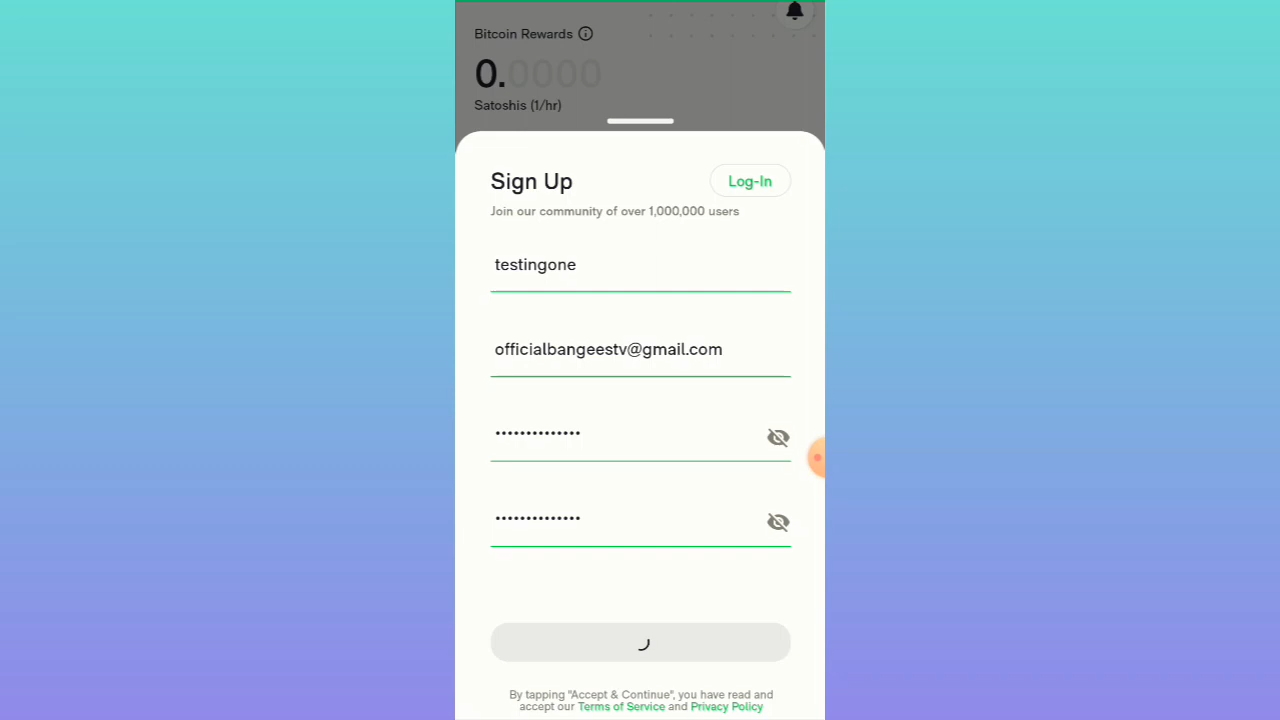 Bitcoin Rewards
0.0000
Satoshis (1/hr)
Sign Up
Log-In
Join our community of over 1,000,000 users
testingone
officialbangeestv@gmail.com
••••••••••••••
••••••••••••••
By tapping "Accept & Continue", you have read and
accept our Terms of Service and Privacy Policy